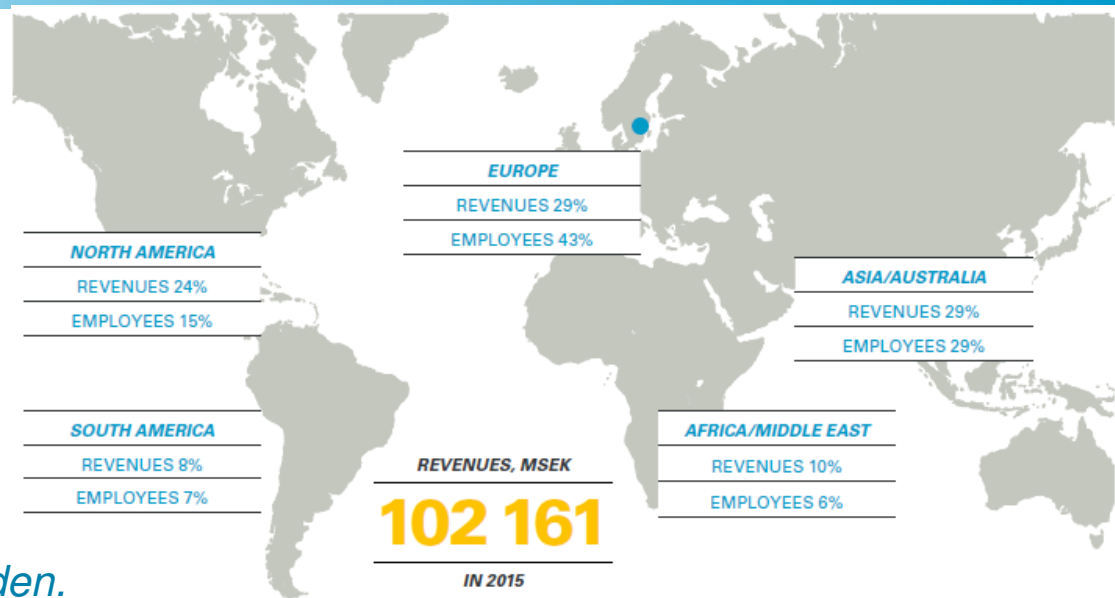 EUROPE
REVENUES 29%
EMPLOYEES 43%
NORTH AMERICA
REVENUES 24%
EMPLOYEES 15%
ASIA/AUSTRALIA
REVENUES 29%
EMPLOYEES 29%
SOUTH AMERICA
REVENUES 8%
EMPLOYEES 7%
AFRICA/MIDDLE EAST
REVENUES 10%
EMPLOYEES 6%
REVENUES, MSEK
102 161
IN 2015
den.